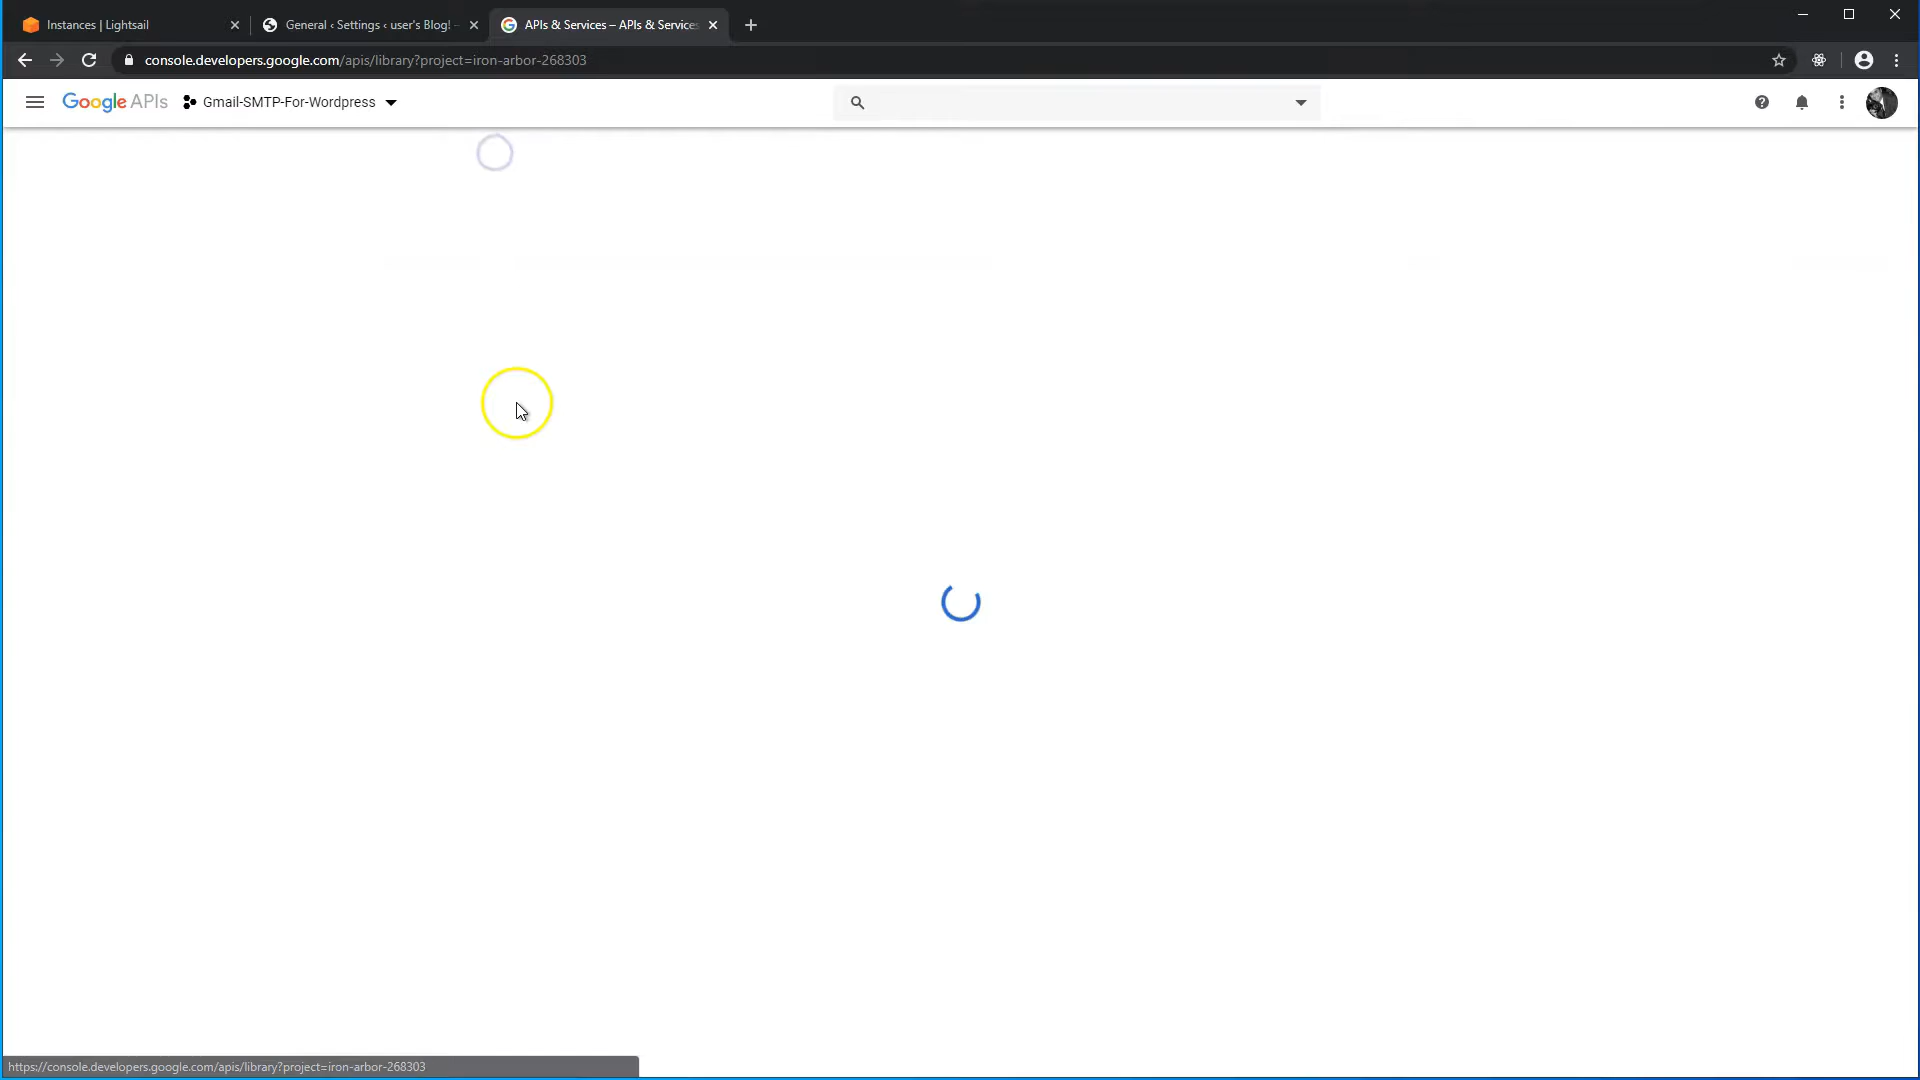 Instances | Lightsail
General ‹ Settings ‹ user's Blog! –
APIs & Services – APIs & Services
console.developers.google.com/apis/library?project=iron-arbor-268303
Google APIs
Gmail-SMTP-For-Wordpress
https://console.developers.google.com/apis/library?project=iron-arbor-268303